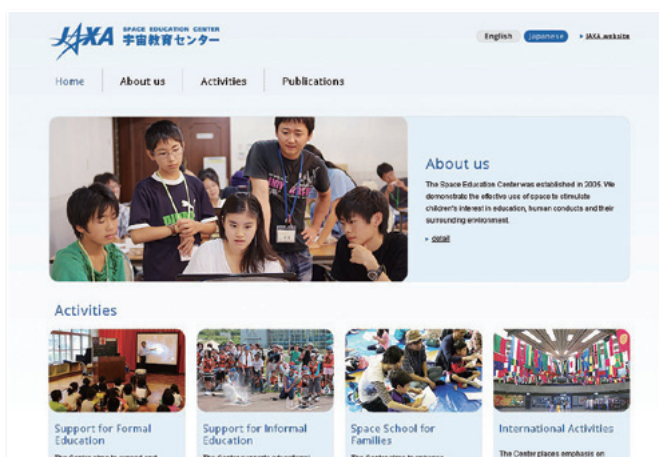 JAXA
SPACE EDUCATION CENTER
宇宙教育センター
English
Japanese
JAXA website
Home
About us
Activities
Publications
About us
The Space Education Center was established in 2005. We
demonstrate the effective use of space to stimulate
children's interest in education, human conducts and their
surrounding environment.
detail
Activities
Support for Formal
Education
Support for Informal
Education
Space School for
Families
International Activities
The Center places emphasis on